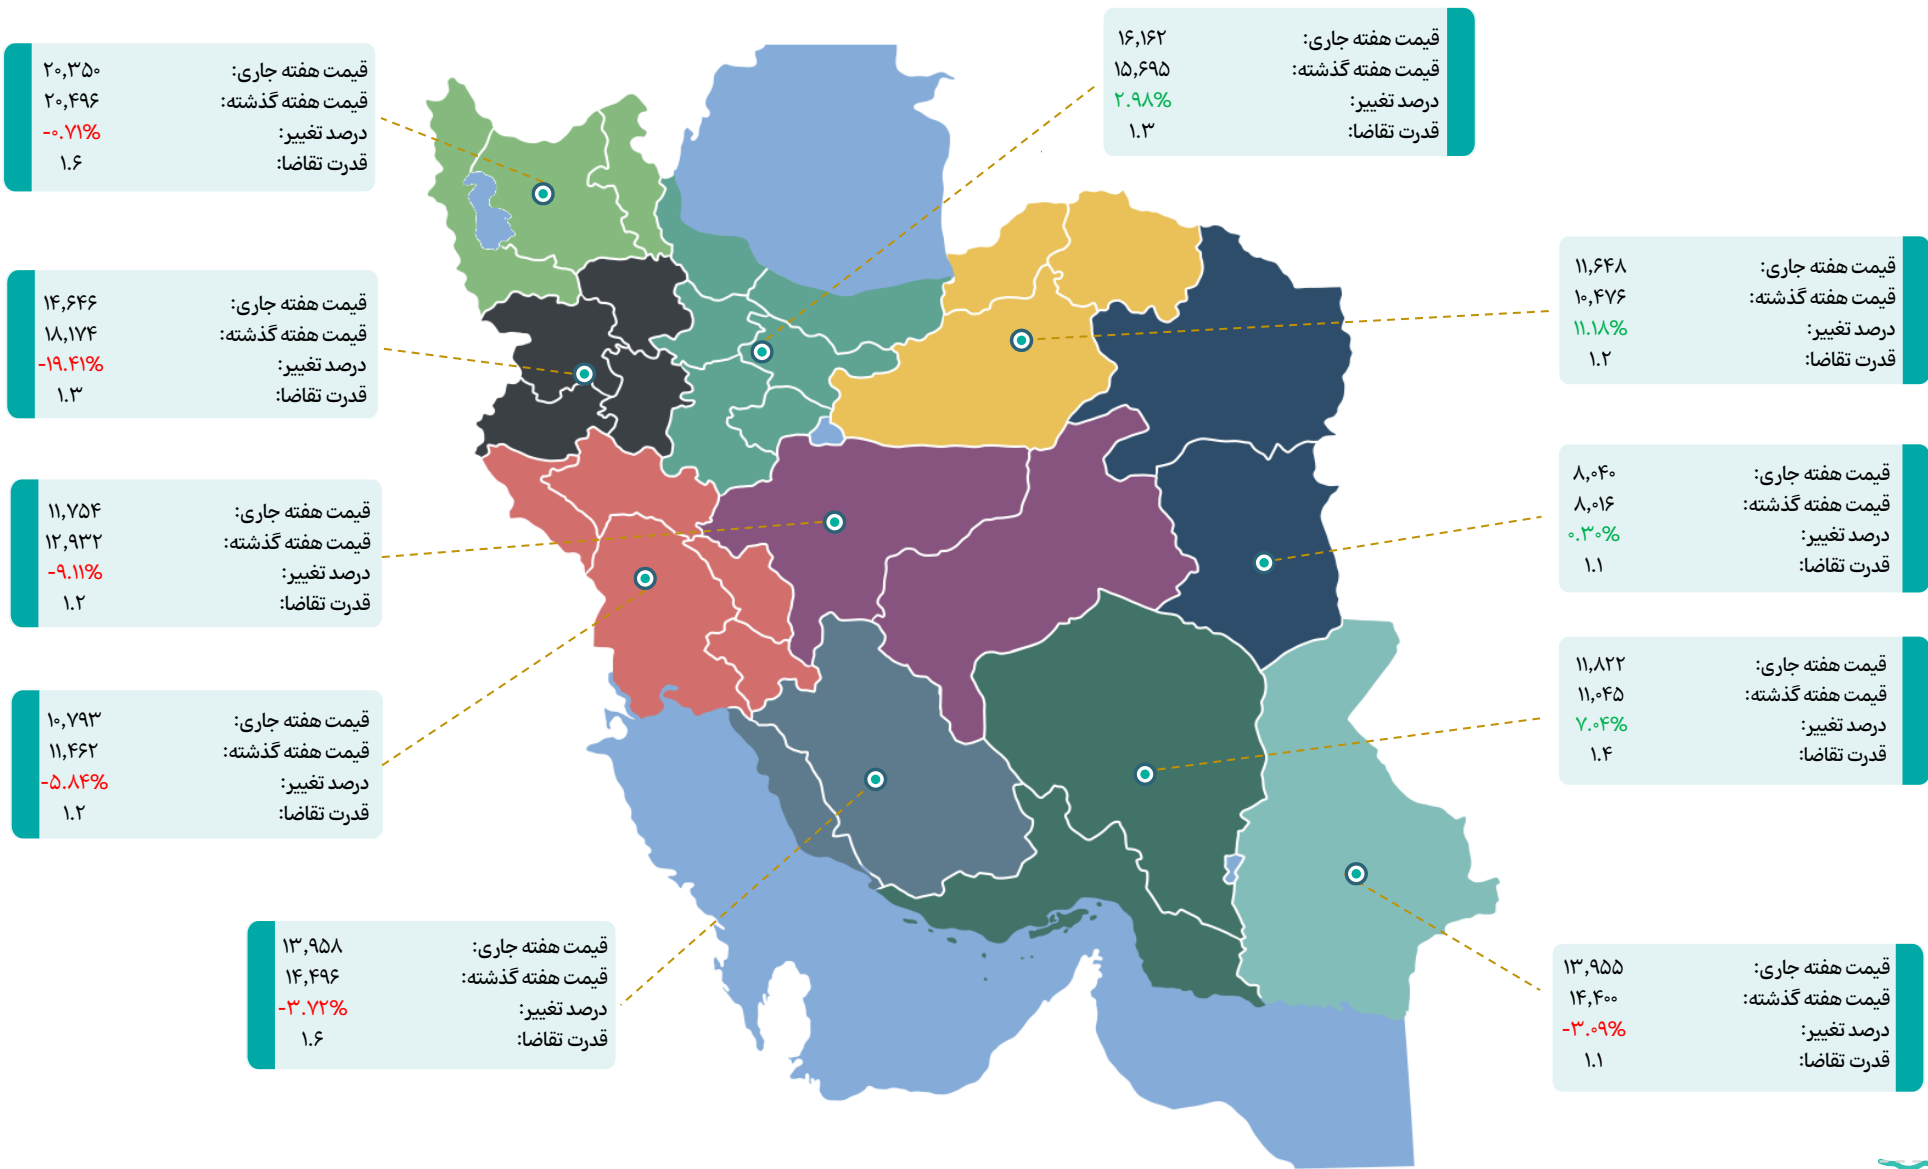 قیمت هفته جاری: ۱۶,۱۶۲
قیمت هفته گذشته: ۱۵,۶۹۵
درصد تغییر: ۲.۹۸%
قدرت تقاضا: ۱.۳
قیمت هفته جاری: ۲۰,۳۵۰
قیمت هفته گذشته: ۲۰,۴۹۶
درصد تغییر: -۰.۷۱%
قدرت تقاضا: ۱.۶
قیمت هفته جاری: ۱۱,۶۴۸
قیمت هفته گذشته: ۱۰,۴۷۶
درصد تغییر: ۱۱.۱۸%
قدرت تقاضا: ۱.۲
قیمت هفته جاری: ۱۴,۶۴۶
قیمت هفته گذشته: ۱۸,۱۷۴
درصد تغییر: -۱۹.۴۱%
قدرت تقاضا: ۱.۳
قیمت هفته جاری: ۸,۰۴۰
قیمت هفته گذشته: ۸,۰۱۶
درصد تغییر: ۰.۳۰%
قدرت تقاضا: ۱.۱
قیمت هفته جاری: ۱۱,۷۵۴
قیمت هفته گذشته: ۱۲,۹۳۲
درصد تغییر: -۹.۱۱%
قدرت تقاضا: ۱.۲
قیمت هفته جاری: ۱۱,۸۲۲
قیمت هفته گذشته: ۱۱,۰۴۵
درصد تغییر: ۷.۰۴%
قدرت تقاضا: ۱.۴
قیمت هفته جاری: ۱۰,۷۹۳
قیمت هفته گذشته: ۱۱,۴۶۲
درصد تغییر: -۵.۸۴%
قدرت تقاضا: ۱.۲
قیمت هفته جاری: ۱۳,۹۵۵
قیمت هفته گذشته: ۱۴,۴۰۰
درصد تغییر: -۳.۰۹%
قدرت تقاضا: ۱.۱
قیمت هفته جاری: ۱۳,۹۵۸
قیمت هفته گذشته: ۱۴,۴۹۶
درصد تغییر: -۳.۷۲%
قدرت تقاضا: ۱.۶